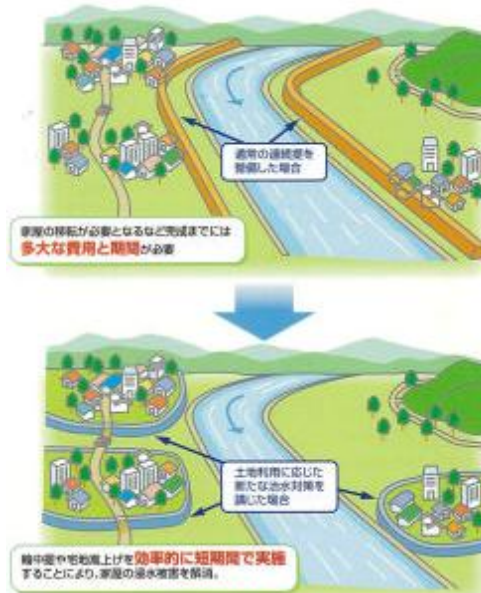 通常の連続堤を
整備した場合
家屋の移転が必要となるなど完成までには
多大な費用と期間が必要
土地利用に応じた
新たな治水対策を
講じた場合
輪中堤や宅地嵩上げを効率的に短期間で実施
することにより、家屋の浸水被害を解消。